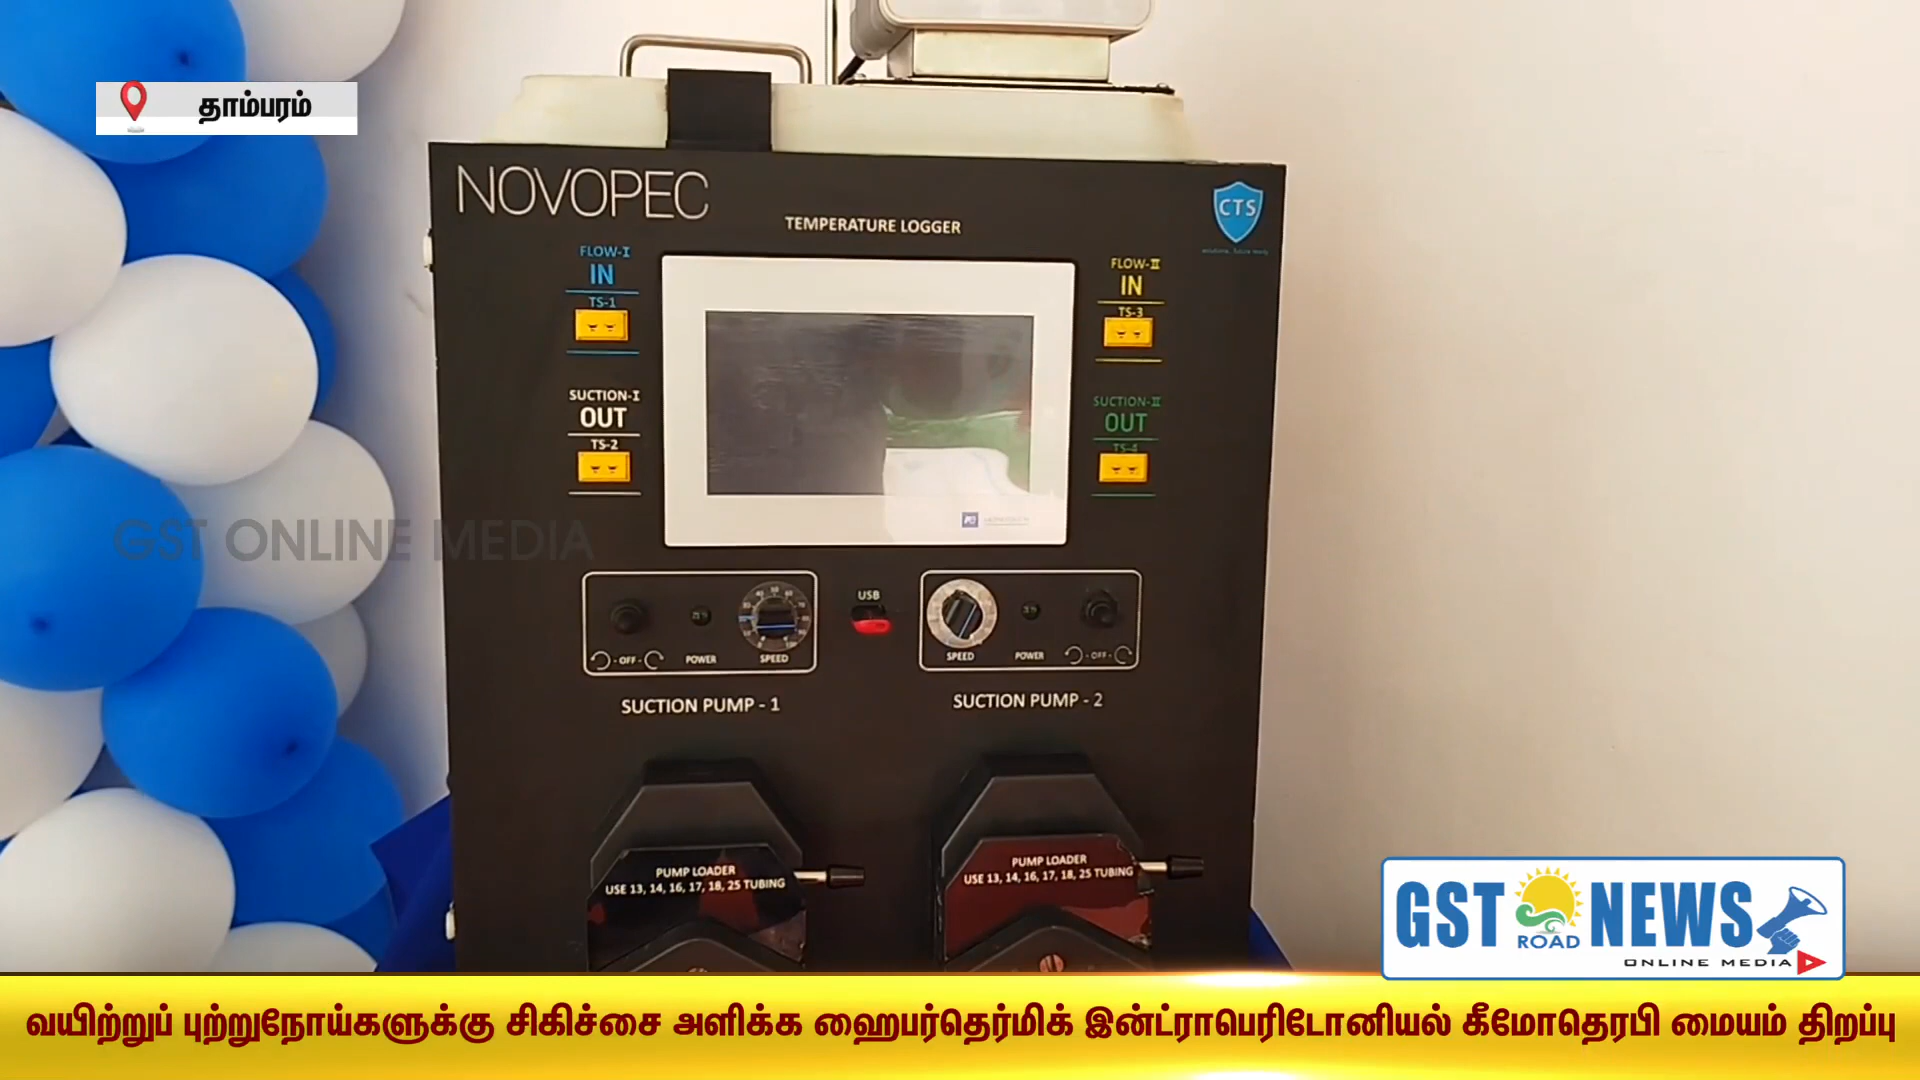 தாம்பரம்
NOVOPEC
TEMPERATURE LOGGER
CTS
FLOW-I
IN
TS-1
FLOW-II
IN
TS-3
SUCTION-I
OUT
TS-2
SUCTION-II
OUT
TS-4
GST ONLINE MEDIA
USB
- OFF -
POWER
SPEED
SPEED
POWER
- OFF -
SUCTION PUMP - 1
SUCTION PUMP - 2
PUMP LOADER
USE 13, 14, 16, 17, 18, 25 TUBING
PUMP LOADER
USE 13, 14, 16, 17, 18, 25 TUBING
GST ROAD NEWS
ONLINE MEDIA
வயிற்றுப் புற்றுநோய்களுக்கு சிகிச்சை அளிக்க ஹைபர்தெர்மிக் இன்ட்ராபெரிடோனியல் கீமோதெரபி மையம் திறப்பு